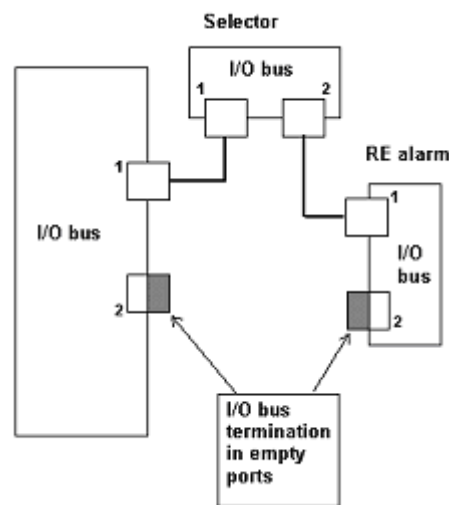 Selector
I/O bus
1
2
RE alarm
1
1
I/O bus
I/O
bus
2
2
I/O bus
termination
in empty
ports